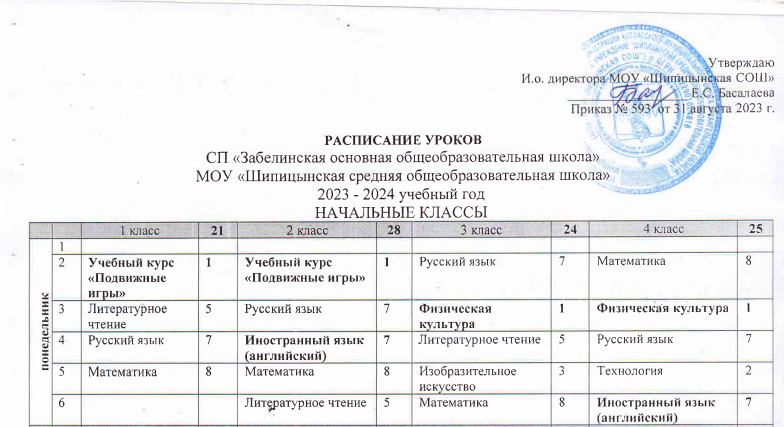 Утверждаю
И.о. директора МОУ «Шипицынская СОШ»
Е.С. Басалаева
Приказ № 593 от 31 августа 2023 г.
РАСПИСАНИЕ УРОКОВ
СП «Забелинская основная общеобразовательная школа»
МОУ «Шипицынская средняя общеобразовательная школа»
2023 - 2024 учебный год
НАЧАЛЬНЫЕ КЛАССЫ
1 класс 21 2 класс 28 3 класс 24 4 класс 25
понедельник
1
2 Учебный курс 1 Учебный курс 1 Русский язык 7 Математика 8
«Подвижные «Подвижные игры»
игры»
3 Литературное 5 Русский язык 7 Физическая 1 Физическая культура 1
чтение культура
4 Русский язык 7 Иностранный язык 7 Литературное чтение 5 Русский язык 7
(английский)
5 Математика 8 Математика 8 Изобразительное 3 Технология 2
искусство
6 Литературное чтение 5 Математика 8 Иностранный язык 7
(английский)